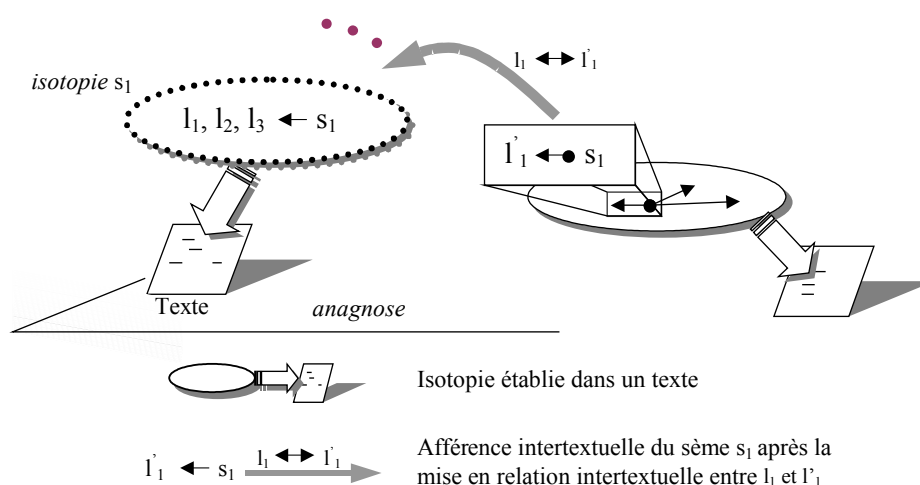 l₁ ↔ l'₁
isotopie s₁
l₁, l₂, l₃ ← s₁
l'₁ ← s₁
Texte
anagnose
Isotopie établie dans un texte
l'₁ ← s₁ l₁ ↔ l'₁
Afférence intertextuelle du sème s₁ après la
mise en relation intertextuelle entre l₁ et l'₁